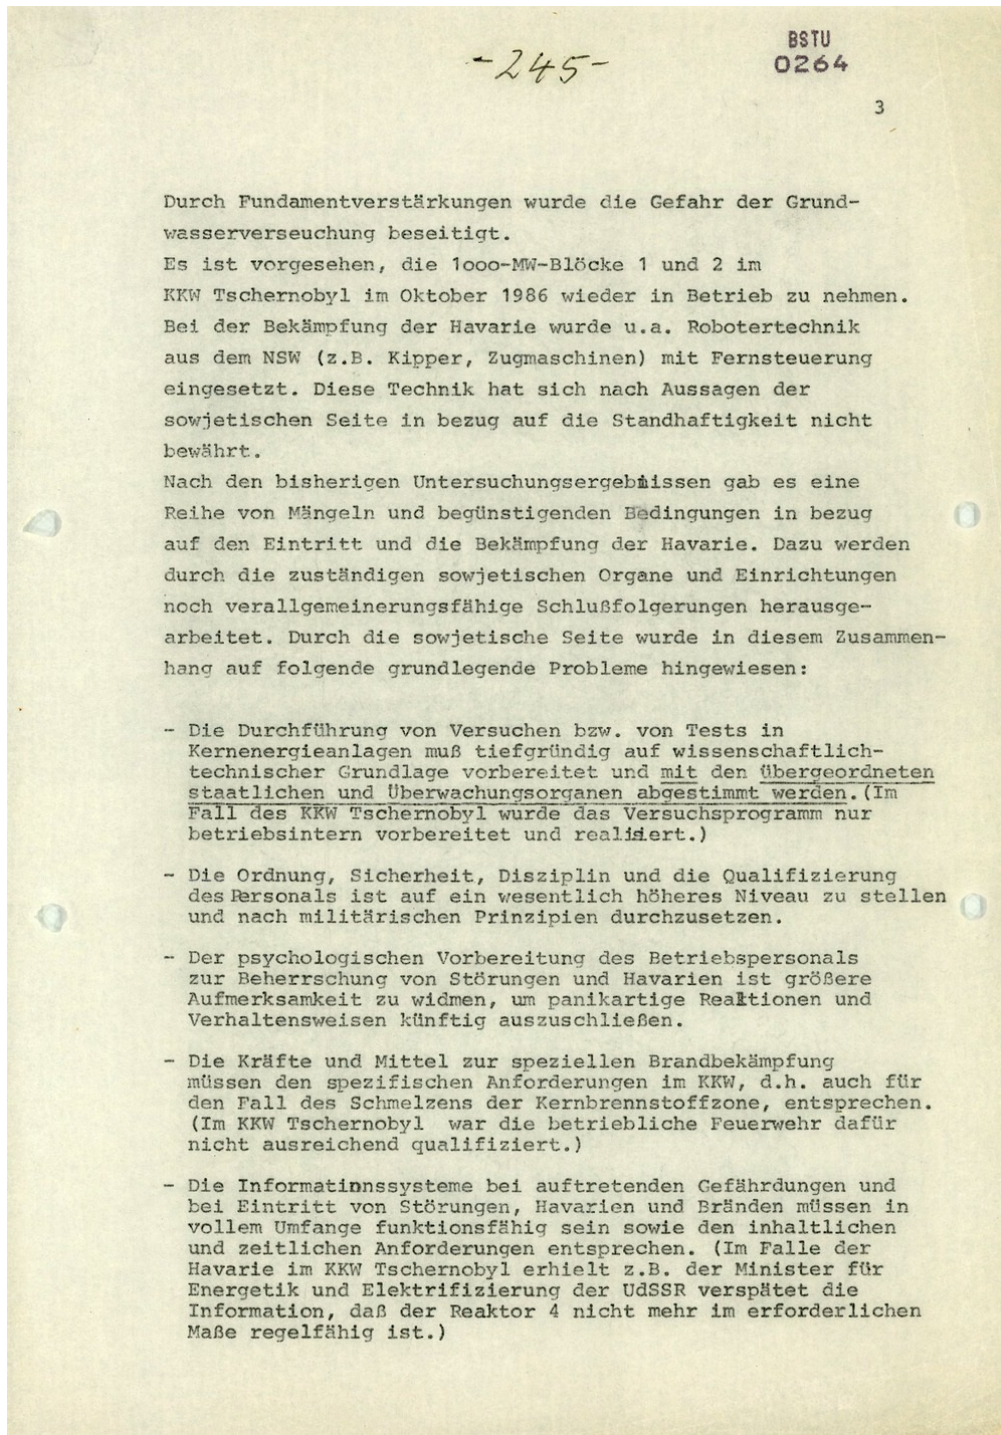 -245-
BSTU
0264
3
Durch Fundamentverstärkungen wurde die Gefahr der Grund-
wasserverseuchung beseitigt.
Es ist vorgesehen, die 1ooo-MW-Blöcke 1 und 2 im
KKW Tschernobyl im Oktober 1986 wieder in Betrieb zu nehmen.
Bei der Bekämpfung der Havarie wurde u.a. Robotertechnik
aus dem NSW (z.B. Kipper, Zugmaschinen) mit Fernsteuerung
eingesetzt. Diese Technik hat sich nach Aussagen der
sowjetischen Seite in bezug auf die Standhaftigkeit nicht
bewährt.
Nach den bisherigen Untersuchungsergebnissen gab es eine
Reihe von Mängeln und begünstigenden Bedingungen in bezug
auf den Eintritt und die Bekämpfung der Havarie. Dazu werden
durch die zuständigen sowjetischen Organe und Einrichtungen
noch verallgemeinerungsfähige Schlußfolgerungen herausge-
arbeitet. Durch die sowjetische Seite wurde in diesem Zusammen-
hang auf folgende grundlegende Probleme hingewiesen:
- Die Durchführung von Versuchen bzw. von Tests in
Kernenergieanlagen muß tiefgründig auf wissenschaftlich-
technischer Grundlage vorbereitet und mit den übergeordneten
staatlichen und Überwachungsorganen abgestimmt werden. (Im
Fall des KKW Tschernobyl wurde das Versuchsprogramm nur
betriebsintern vorbereitet und realisiert.)
- Die Ordnung, Sicherheit, Disziplin und die Qualifizierung
des Personals ist auf ein wesentlich höheres Niveau zu stellen
und nach militärischen Prinzipien durchzusetzen.
- Der psychologischen Vorbereitung des Betriebspersonals
zur Beherrschung von Störungen und Havarien ist größere
Aufmerksamkeit zu widmen, um panikartige Reaktionen und
Verhaltensweisen künftig auszuschließen.
- Die Kräfte und Mittel zur speziellen Brandbekämpfung
müssen den spezifischen Anforderungen im KKW, d.h. auch für
den Fall des Schmelzens der Kernbrennstoffzone, entsprechen.
(Im KKW Tschernobyl war die betriebliche Feuerwehr dafür
nicht ausreichend qualifiziert.)
- Die Informationssysteme bei auftretenden Gefährdungen und
bei Eintritt von Störungen, Havarien und Bränden müssen in
vollem Umfange funktionsfähig sein sowie den inhaltlichen
und zeitlichen Anforderungen entsprechen. (Im Falle der
Havarie im KKW Tschernobyl erhielt z.B. der Minister für
Energetik und Elektrifizierung der UdSSR verspätet die
Information, daß der Reaktor 4 nicht mehr im erforderlichen
Maße regelfähig ist.)